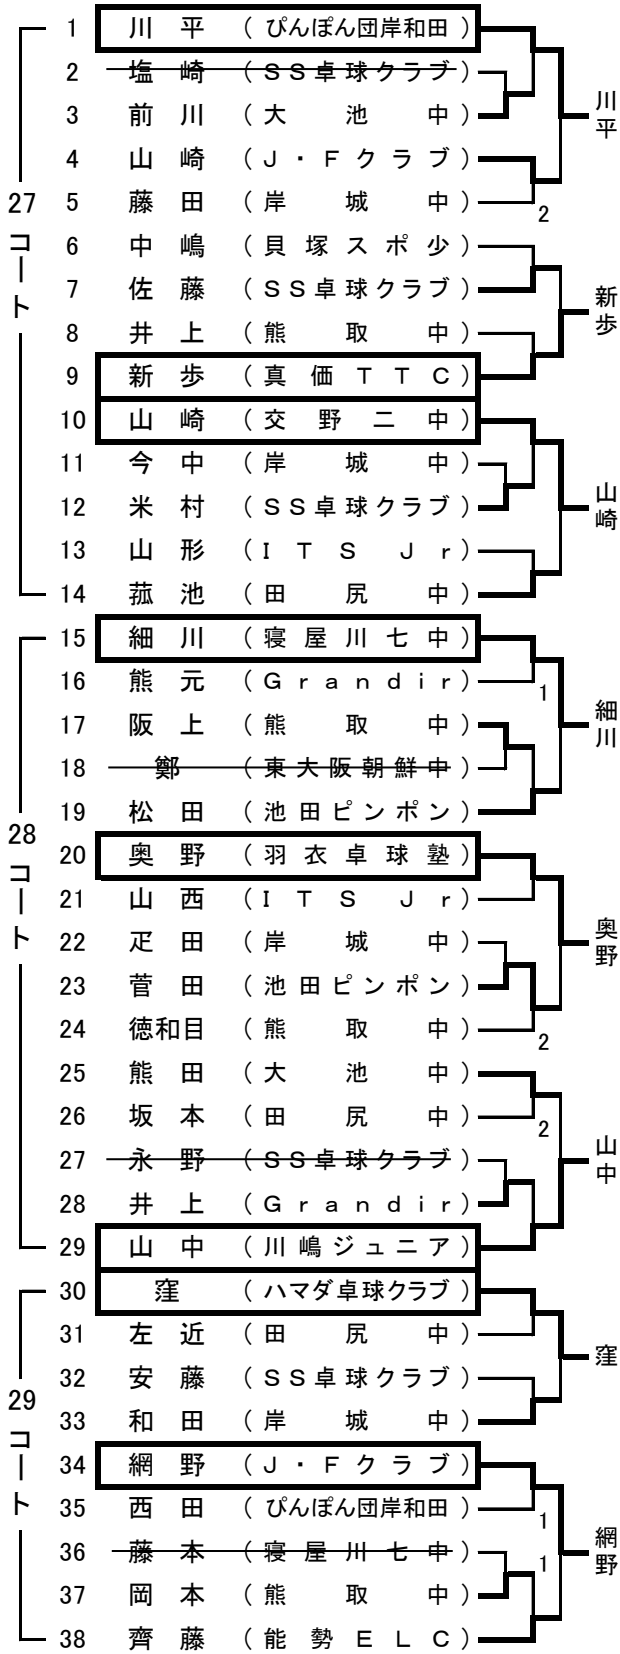 1 川平 (ぴんぽん団岸和田)
2 塩崎 (SS卓球クラブ)
3 前川 (大池中)
川平
4 山崎 (J・Fクラブ)
5 藤田 (岸城中)
2
6 中嶋 (貝塚スポ少)
7 佐藤 (SS卓球クラブ)
新歩
8 井上 (熊取中)
9 新歩 (真価TTC)
10 山崎 (交野二中)
11 今中 (岸城中)
12 米村 (SS卓球クラブ)
山崎
13 山形 (ITS Jr)
14 菰池 (田尻中)
27コート
15 細川 (寝屋川七中)
16 熊元 (Grandir)
1
17 阪上 (熊取中)
細川
18 鄭 (東大阪朝鮮中)
19 松田 (池田ピンポン)
20 奥野 (羽衣卓球塾)
21 山西 (ITS Jr)
22 疋田 (岸城中)
奥野
23 菅田 (池田ピンポン)
24 徳和目 (熊取中)
2
25 熊田 (大池中)
26 坂本 (田尻中)
2
27 永野 (SS卓球クラブ)
山中
28 井上 (Grandir)
29 山中 (川嶋ジュニア)
28コート
30 窪 (ハマダ卓球クラブ)
31 左近 (田尻中)
窪
32 安藤 (SS卓球クラブ)
33 和田 (岸城中)
34 網野 (J・Fクラブ)
35 西田 (ぴんぽん団岸和田)
1
36 藤本 (寝屋川七中)
1
網野
37 岡本 (熊取中)
38 齊藤 (能勢ELC)
29コート